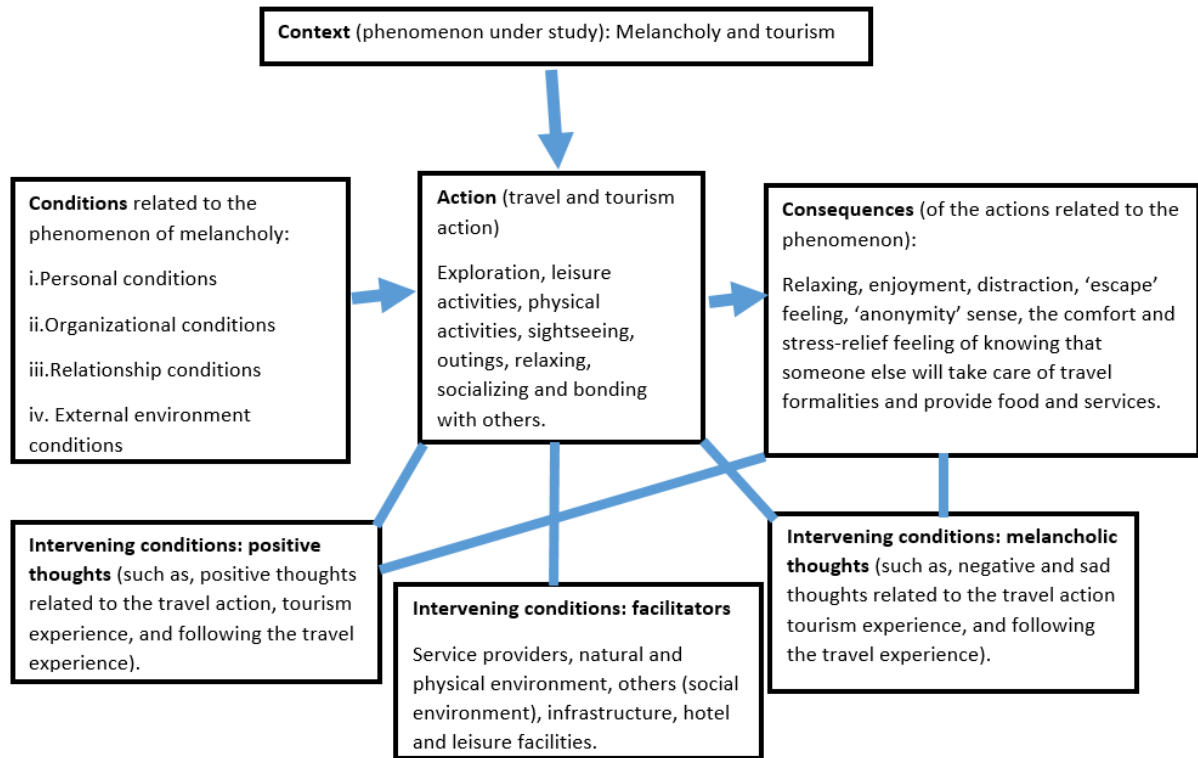 Context (phenomenon under study): Melancholy and tourism
Conditions related to the
phenomenon of melancholy:
i.Personal conditions
ii.Organizational conditions
iii.Relationship conditions
iv. External environment
conditions
Action (travel and tourism
action)
Exploration, leisure
activities, physical
activities, sightseeing,
outings, relaxing,
socializing and bonding
with others.
Consequences (of the actions related to the
phenomenon):
Relaxing, enjoyment, distraction, ‘escape’
feeling, ‘anonymity’ sense, the comfort and
stress-relief feeling of knowing that
someone else will take care of travel
formalities and provide food and services.
Intervening conditions: positive
thoughts (such as, positive thoughts
related to the travel action, tourism
experience, and following the travel
experience).
Intervening conditions: facilitators
Service providers, natural and
physical environment, others (social
environment), infrastructure, hotel
and leisure facilities.
Intervening conditions: melancholic
thoughts (such as, negative and sad
thoughts related to the travel action
tourism experience, and following
the travel experience).